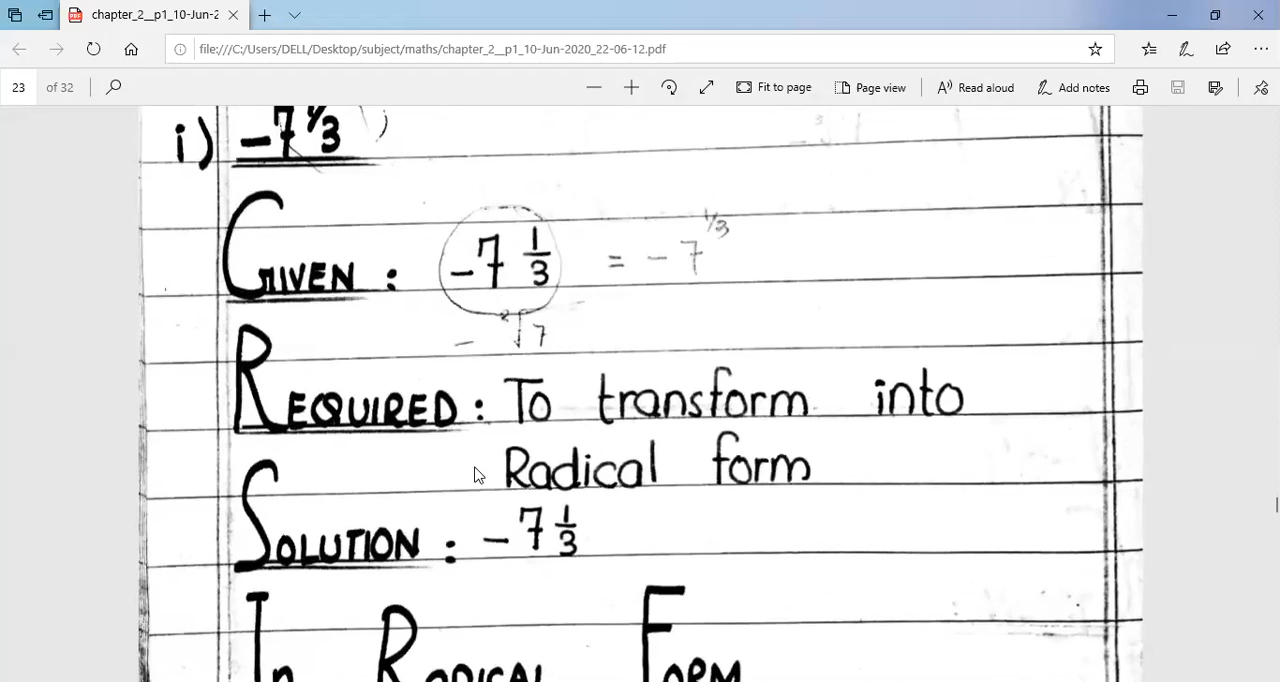 chapter_2_p1_10-Jun-2
file:///C:/Users/DELL/Desktop/subject/maths/chapter_2__p1_10-Jun-2020_22-06-12.pdf
23 of 32 Fit to page Page view Read aloud Add notes
i) -7^1/3
GIVEN : -7 1/3 = -7^1/3
- ∛7
REQUIRED : To transform into
Radical form
SOLUTION : -7 1/3
In RADICAL FORM